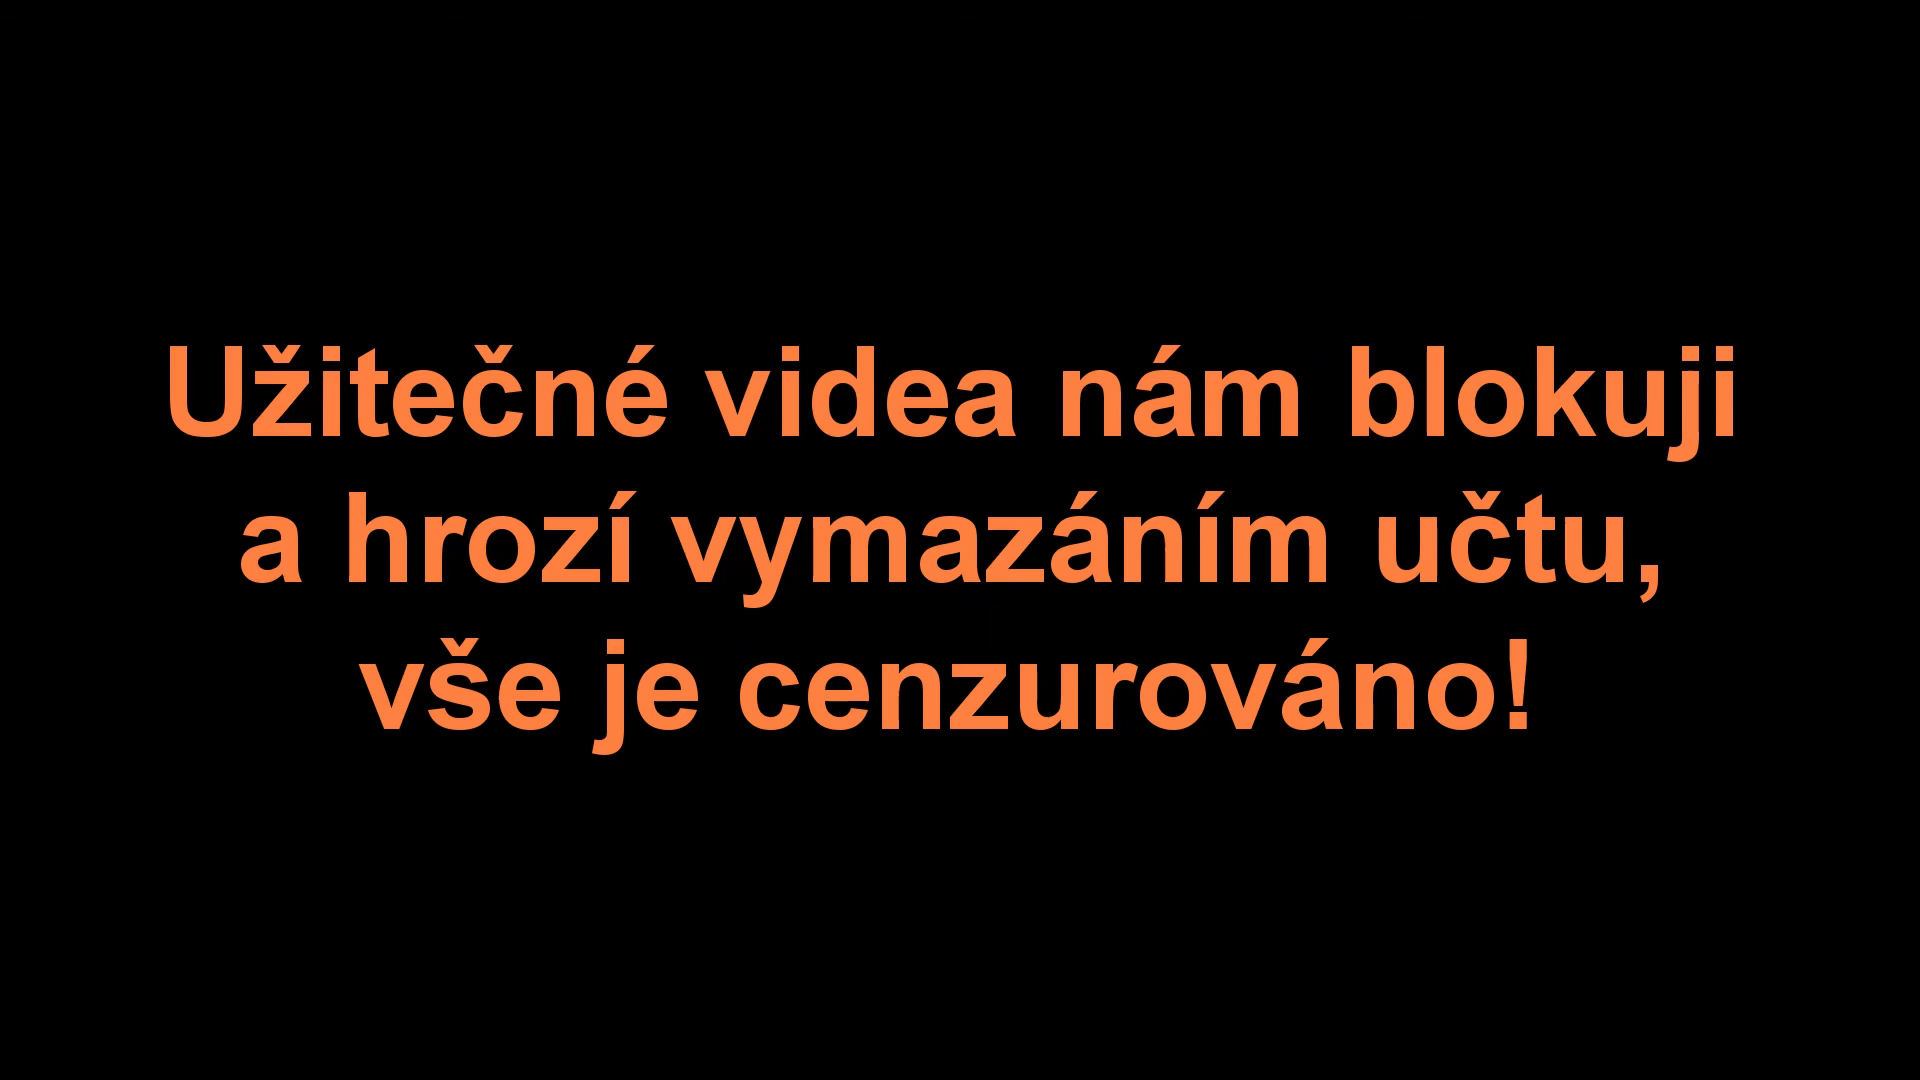 Užitečné videa nám blokuji
a hrozí vymazáním učtu,
vše je cenzurováno!